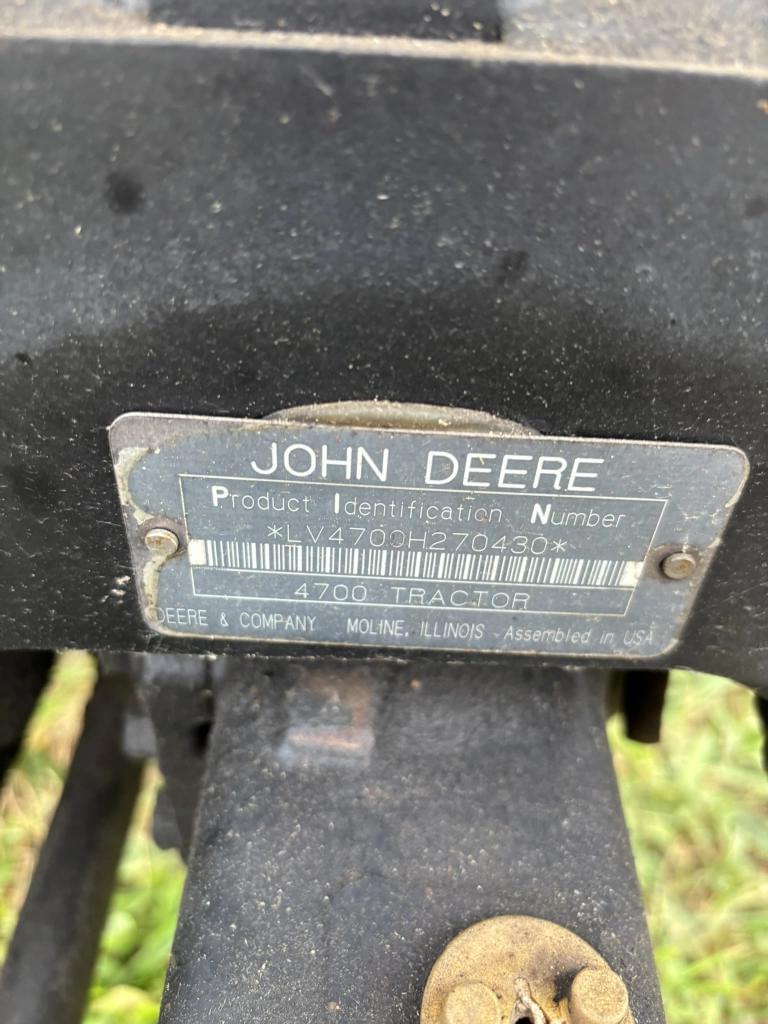 JOHN DEERE
Product Identification Number
*LV4700H270430*
4700 TRACTOR
DEERE & COMPANY MOLINE, ILLINOIS Assembled in USA